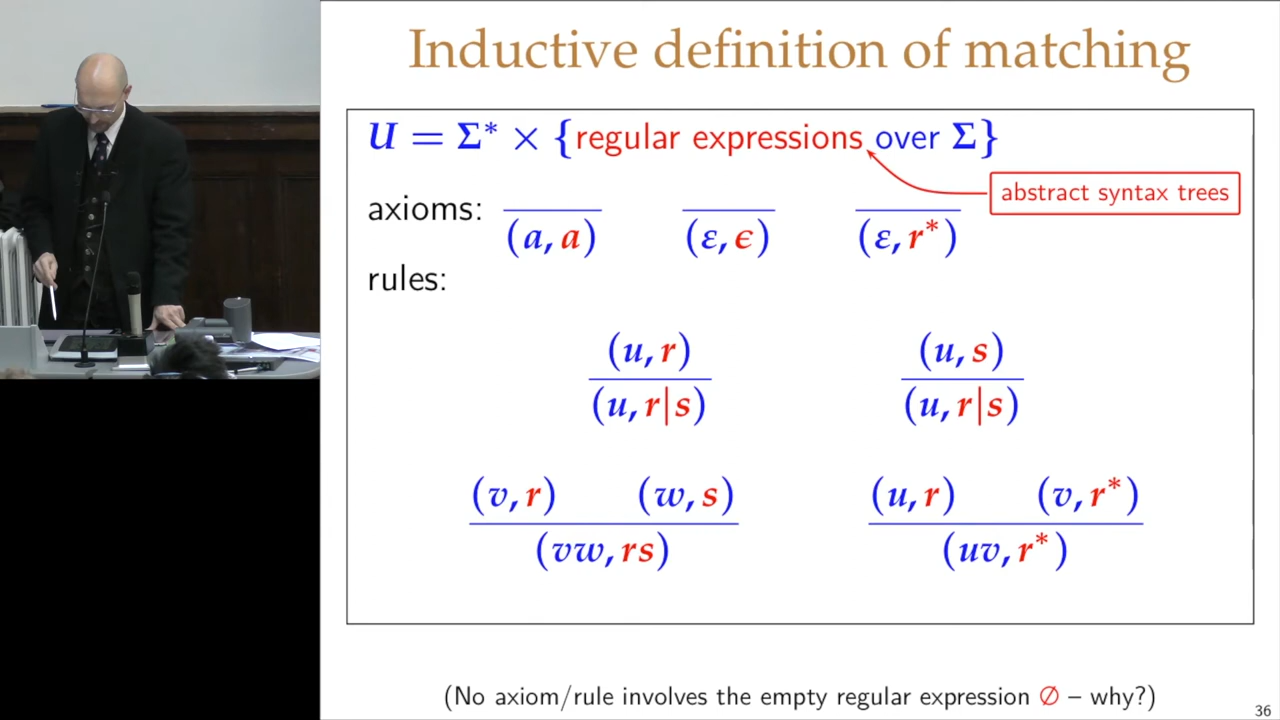 Inductive definition of matching
U = Σ* × {regular expressions over Σ}
abstract syntax trees
axioms: (a, a) (ε, ϵ) (ε, r*)
rules:
(u, r) (u, s)
(u, r|s) (u, r|s)
(v, r) (w, s) (u, r) (v, r*)
(vw, rs) (uv, r*)
(No axiom/rule involves the empty regular expression ∅ – why?)
36